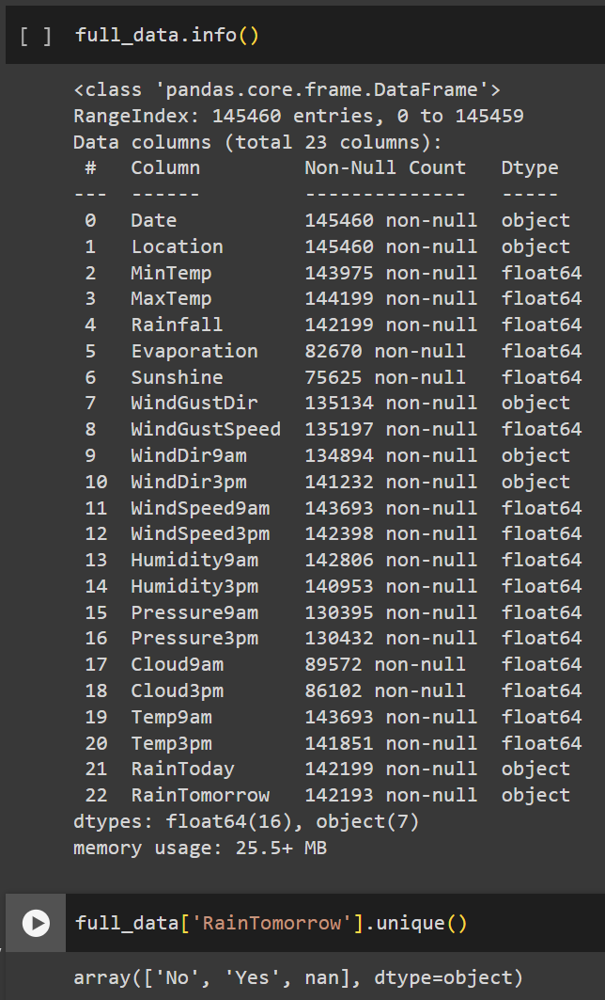 [ ] full_data.info()
<class 'pandas.core.frame.DataFrame'>
RangeIndex: 145460 entries, 0 to 145459
Data columns (total 23 columns):
 #   Column         Non-Null Count   Dtype
---  ------         --------------   -----
 0   Date           145460 non-null  object
 1   Location       145460 non-null  object
 2   MinTemp        143975 non-null  float64
 3   MaxTemp        144199 non-null  float64
 4   Rainfall       142199 non-null  float64
 5   Evaporation    82670 non-null   float64
 6   Sunshine       75625 non-null   float64
 7   WindGustDir    135134 non-null  object
 8   WindGustSpeed  135197 non-null  float64
 9   WindDir9am     134894 non-null  object
 10  WindDir3pm     141232 non-null  object
 11  WindSpeed9am   143693 non-null  float64
 12  WindSpeed3pm   142398 non-null  float64
 13  Humidity9am    142806 non-null  float64
 14  Humidity3pm    140953 non-null  float64
 15  Pressure9am    130395 non-null  float64
 16  Pressure3pm    130432 non-null  float64
 17  Cloud9am       89572 non-null   float64
 18  Cloud3pm       86102 non-null   float64
 19  Temp9am        143693 non-null  float64
 20  Temp3pm        141851 non-null  float64
 21  RainToday      142199 non-null  object
 22  RainTomorrow   142193 non-null  object
dtypes: float64(16), object(7)
memory usage: 25.5+ MB
full_data['RainTomorrow'].unique()
array(['No', 'Yes', nan], dtype=object)